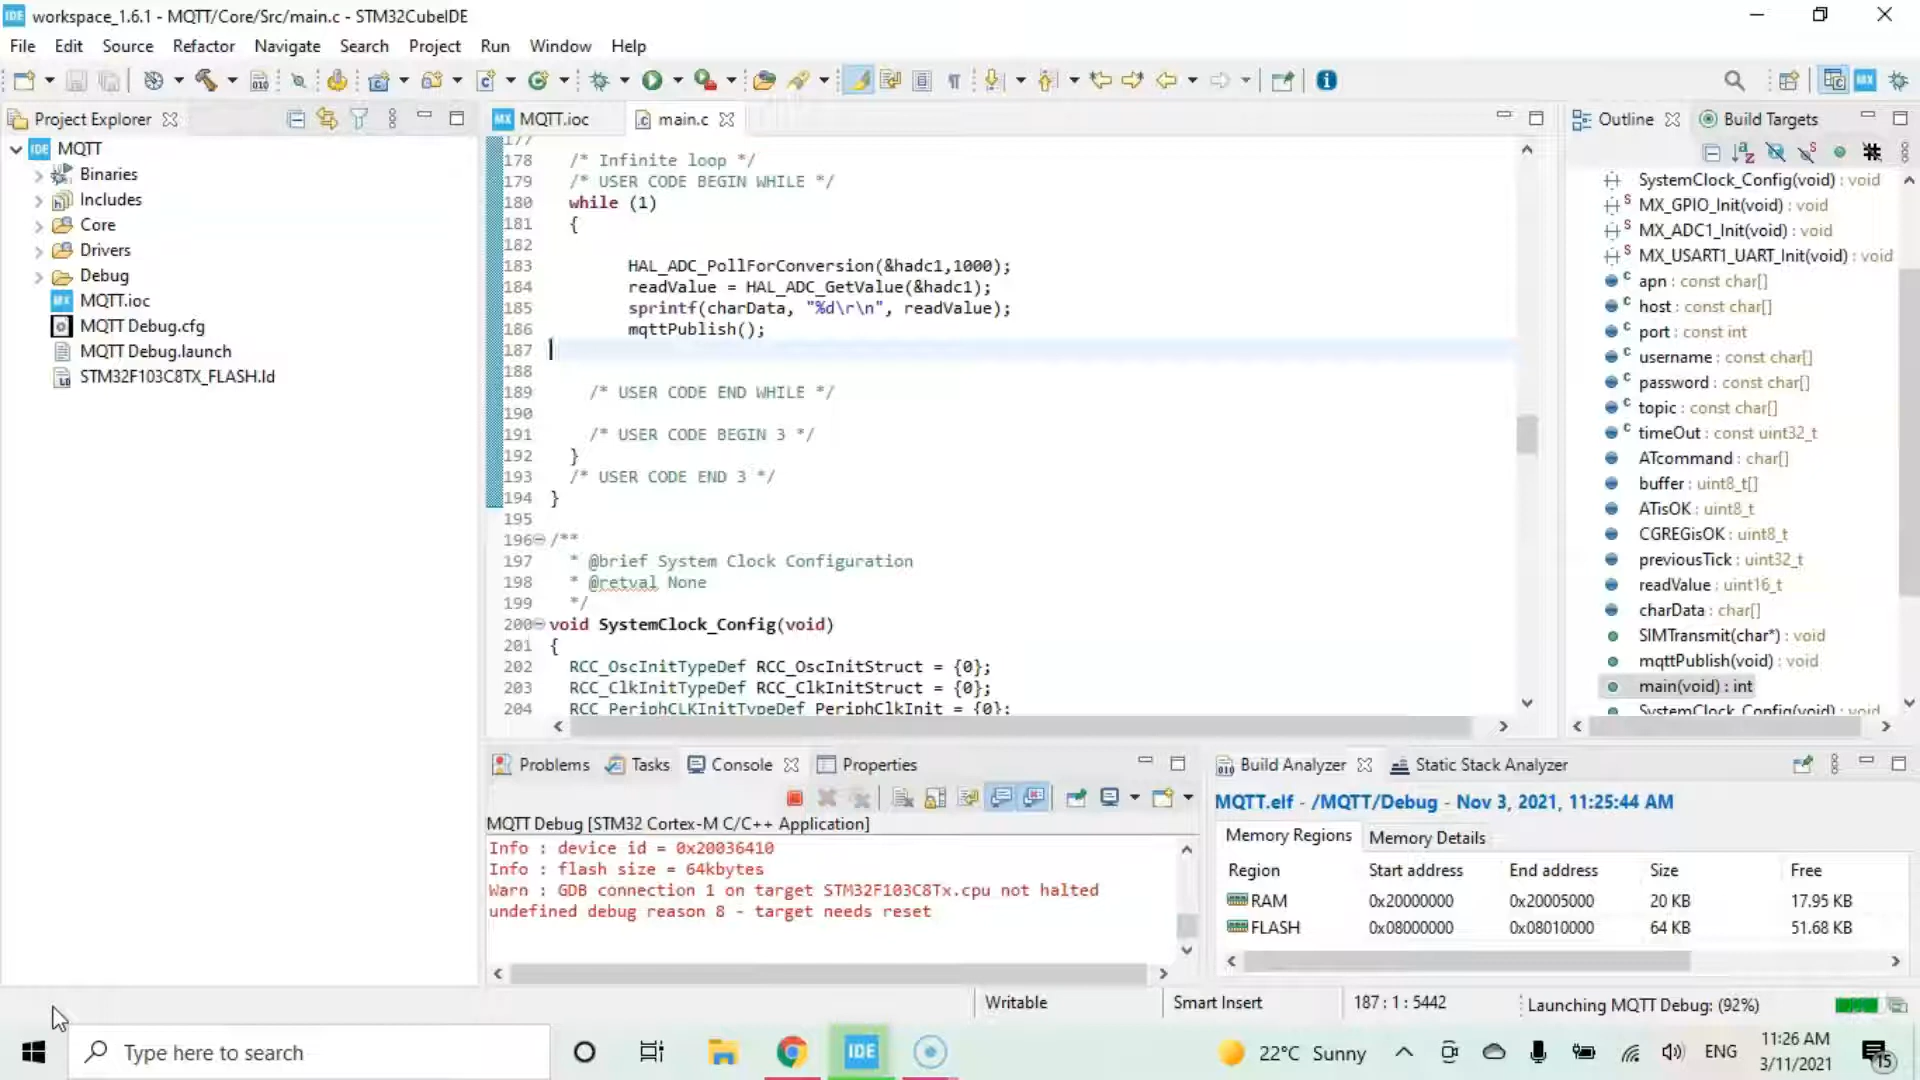 workspace_1.6.1 - MQTT/Core/Src/main.c - STM32CubeIDE
File Edit Source Refactor Navigate Search Project Run Window Help
Project Explorer
MQTT
Binaries
Includes
Core
Drivers
Debug
MQTT.ioc
MQTT Debug.cfg
MQTT Debug.launch
STM32F103C8TX_FLASH.ld
MQTT.ioc main.c
177
178 /* Infinite loop */
179 /* USER CODE BEGIN WHILE */
180 while (1)
181 {
182
183 HAL_ADC_PollForConversion(&hadc1,1000);
184 readValue = HAL_ADC_GetValue(&hadc1);
185 sprintf(charData, "%d\r\n", readValue);
186 mqttPublish();
187
188
189 /* USER CODE END WHILE */
190
191 /* USER CODE BEGIN 3 */
192 }
193 /* USER CODE END 3 */
194 }
195
196 /**
197 * @brief System Clock Configuration
198 * @retval None
199 */
200 void SystemClock_Config(void)
201 {
202 RCC_OscInitTypeDef RCC_OscInitStruct = {0};
203 RCC_ClkInitTypeDef RCC_ClkInitStruct = {0};
204 RCC_PeriphCLKInitTypeDef PeriphClkInit = {0};
Outline Build Targets
SystemClock_Config(void) : void
MX_GPIO_Init(void) : void
MX_ADC1_Init(void) : void
MX_USART1_UART_Init(void) : void
apn : const char[]
host : const char[]
port : const int
username : const char[]
password : const char[]
topic : const char[]
timeOut : const uint32_t
ATcommand : char[]
buffer : uint8_t[]
ATisOK : uint8_t
CGREGisOK : uint8_t
previousTick : uint32_t
readValue : uint16_t
charData : char[]
SIMTransmit(char*) : void
mqttPublish(void) : void
main(void) : int
SystemClock_Config(void) : void
Problems Tasks Console Properties
MQTT Debug [STM32 Cortex-M C/C++ Application]
Info : device id = 0x20036410
Info : flash size = 64kbytes
Warn : GDB connection 1 on target STM32F103C8Tx.cpu not halted
undefined debug reason 8 - target needs reset
Build Analyzer Static Stack Analyzer
MQTT.elf - /MQTT/Debug - Nov 3, 2021, 11:25:44 AM
Memory Regions Memory Details
Region Start address End address Size Free
RAM 0x20000000 0x20005000 20 KB 17.95 KB
FLASH 0x08000000 0x08010000 64 KB 51.68 KB
Writable Smart Insert 187 : 1 : 5442 Launching MQTT Debug: (92%)
Type here to search IDE 22°C Sunny ENG 11:26 AM
3/11/2021
15